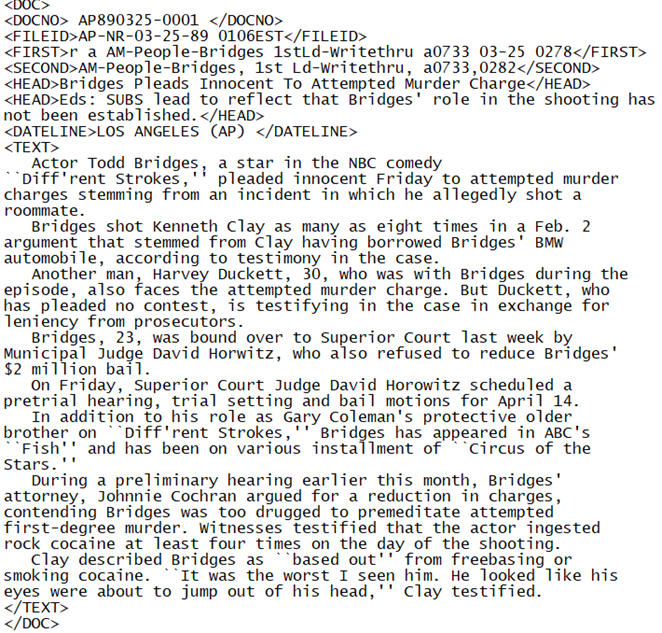 <DOC>
<DOCNO> AP890325-0001 </DOCNO>
<FILEID>AP-NR-03-25-89 0106EST</FILEID>
<FIRST>r a AM-People-Bridges 1stLd-Writethru a0733 03-25 0278</FIRST>
<SECOND>AM-People-Bridges, 1st Ld-Writethru, a0733,0282</SECOND>
<HEAD>Bridges Pleads Innocent To Attempted Murder Charge</HEAD>
<HEAD>Eds: SUBS lead to reflect that Bridges' role in the shooting has
not been established.</HEAD>
<DATELINE>LOS ANGELES (AP) </DATELINE>
<TEXT>
Actor Todd Bridges, a star in the NBC comedy
``Diff'rent Strokes,'' pleaded innocent Friday to attempted murder
charges stemming from an incident in which he allegedly shot a
roommate.
Bridges shot Kenneth Clay as many as eight times in a Feb. 2
argument that stemmed from Clay having borrowed Bridges' BMW
automobile, according to testimony in the case.
Another man, Harvey Duckett, 30, who was with Bridges during the
episode, also faces the attempted murder charge. But Duckett, who
has pleaded no contest, is testifying in the case in exchange for
leniency from prosecutors.
Bridges, 23, was bound over to Superior Court last week by
Municipal Judge David Horwitz, who also refused to reduce Bridges'
$2 million bail.
On Friday, Superior Court Judge David Horowitz scheduled a
pretrial hearing, trial setting and bail motions for April 14.
In addition to his role as Gary Coleman's protective older
brother on ``Diff'rent Strokes,'' Bridges has appeared in ABC's
``Fish'' and has been on various installment of ``Circus of the
Stars.''
During a preliminary hearing earlier this month, Bridges'
attorney, Johnnie Cochran argued for a reduction in charges,
contending Bridges was too drugged to premeditate attempted
first-degree murder. Witnesses testified that the actor ingested
rock cocaine at least four times on the day of the shooting.
Clay described Bridges as ``based out'' from freebasing or
smoking cocaine. ``It was the worst I seen him. He looked like his
eyes were about to jump out of his head,'' Clay testified.
</TEXT>
</DOC>